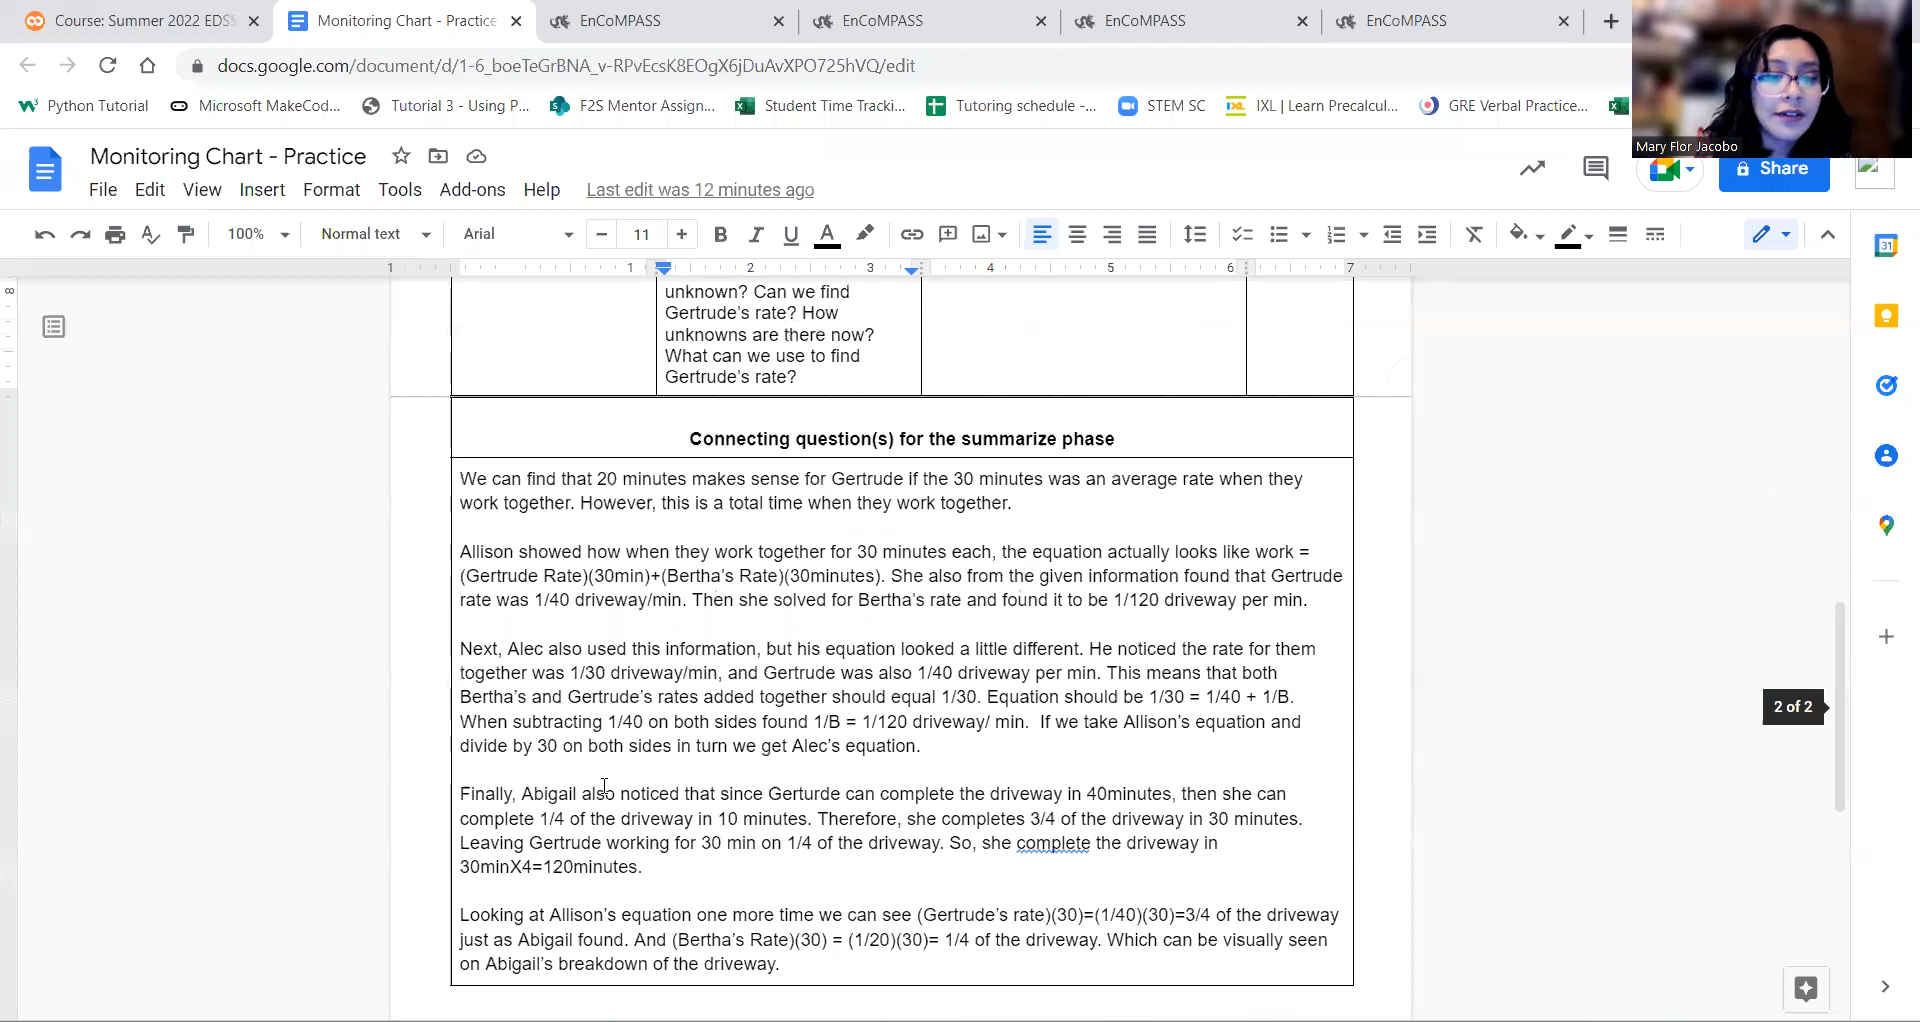 Course: Summer 2022 EDS
Monitoring Chart - Practice
EnCoMPASS
EnCoMPASS
EnCoMPASS
EnCoMPASS
docs.google.com/document/d/1-6_boeTeGrBNA_v-RPvEcsK8EOgX6jDuAvXPO725hVQ/edit
Python Tutorial
Microsoft MakeCod...
Tutorial 3 - Using P...
F2S Mentor Assign...
Student Time Tracki...
Tutoring schedule -...
STEM SC
IXL | Learn Precalcul...
GRE Verbal Practice...
Mary Flor Jacobo
Monitoring Chart - Practice
Share
File Edit View Insert Format Tools Add-ons Help Last edit was 12 minutes ago
100% Normal text Arial 11
1 1 2 3 4 5 6 7
unknown? Can we find
Gertrude's rate? How
unknowns are there now?
What can we use to find
Gertrude's rate?
Connecting question(s) for the summarize phase
We can find that 20 minutes makes sense for Gertrude if the 30 minutes was an average rate when they
work together. However, this is a total time when they work together.
Allison showed how when they work together for 30 minutes each, the equation actually looks like work =
(Gertrude Rate)(30min)+(Bertha's Rate)(30minutes). She also from the given information found that Gertrude
rate was 1/40 driveway/min. Then she solved for Bertha's rate and found it to be 1/120 driveway per min.
Next, Alec also used this information, but his equation looked a little different. He noticed the rate for them
together was 1/30 driveway/min, and Gertrude was also 1/40 driveway per min. This means that both
Bertha's and Gertrude's rates added together should equal 1/30. Equation should be 1/30 = 1/40 + 1/B.
When subtracting 1/40 on both sides found 1/B = 1/120 driveway/ min.  If we take Allison's equation and
divide by 30 on both sides in turn we get Alec's equation.
2 of 2
Finally, Abigail also noticed that since Gerturde can complete the driveway in 40minutes, then she can
complete 1/4 of the driveway in 10 minutes. Therefore, she completes 3/4 of the driveway in 30 minutes.
Leaving Gertrude working for 30 min on 1/4 of the driveway. So, she complete the driveway in
30minX4=120minutes.
Looking at Allison's equation one more time we can see (Gertrude's rate)(30)=(1/40)(30)=3/4 of the driveway
just as Abigail found. And (Bertha's Rate)(30) = (1/20)(30)= 1/4 of the driveway. Which can be visually seen
on Abigail's breakdown of the driveway.